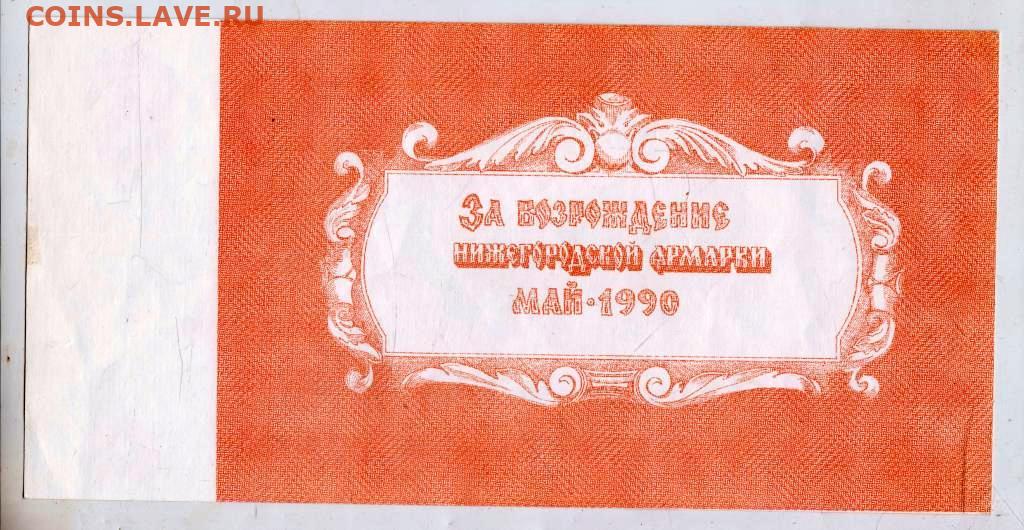 COINS.LAVE.RU
За возрождение
нижегородской ярмарки
май·1990